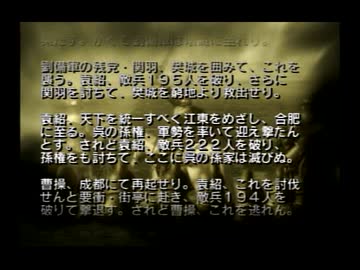 劉備軍の残党・関羽、樊城を囲みて、これを
襲う。袁紹、敵兵195人を破り、さらに
関羽を討ちて、樊城を窮地より救出せり。
袁紹、天下を統一すべく江東をめざし、合肥
に至る。呉の孫権、軍勢を率いて迎え撃たん
とす。されど袁紹、敵兵222人を破り、
孫権をも討ちて、ここに呉の孫家は滅びぬ。
曹操、成都にて再起せり。袁紹、これを討伐
せんと要衝・街亭に赴き、敵兵194人を
破りて撃退す。されど曹操、これを逃れん。